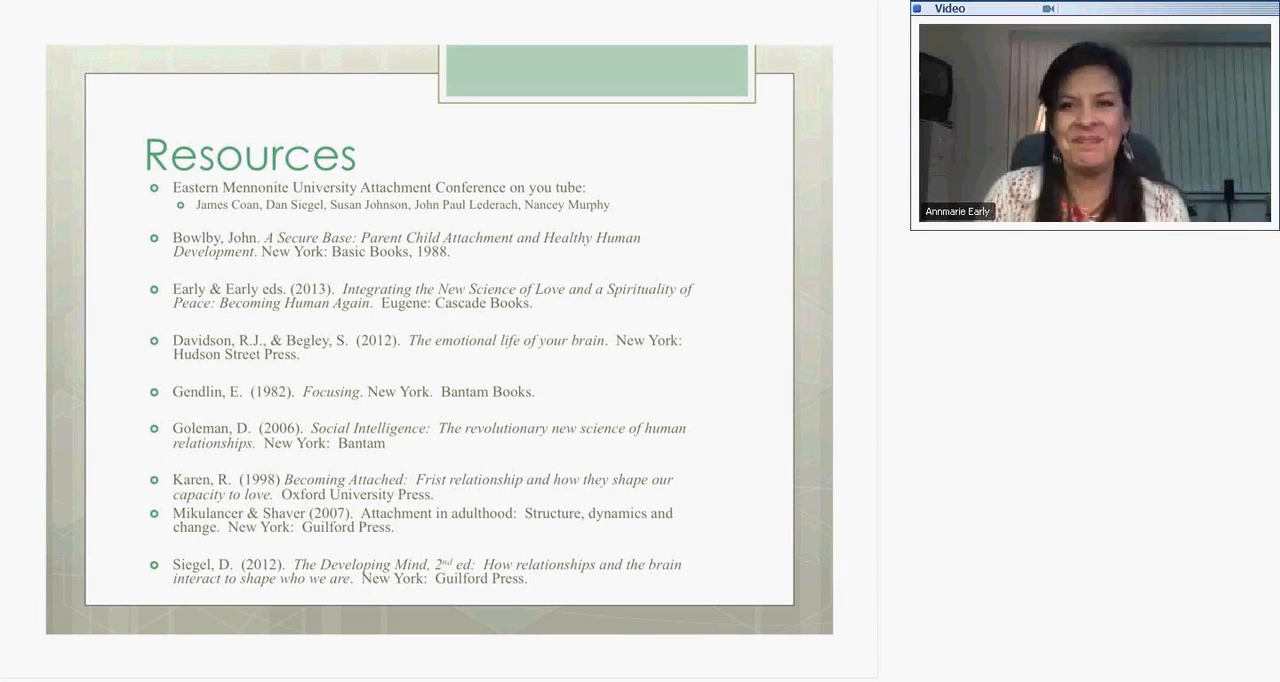 Resources
Eastern Mennonite University Attachment Conference on you tube:
James Coan, Dan Siegel, Susan Johnson, John Paul Lederach, Nancey Murphy
Bowlby, John. A Secure Base: Parent Child Attachment and Healthy Human
Development. New York: Basic Books, 1988.
Early & Early eds. (2013). Integrating the New Science of Love and a Spirituality of
Peace: Becoming Human Again. Eugene: Cascade Books.
Davidson, R.J., & Begley, S. (2012). The emotional life of your brain. New York:
Hudson Street Press.
Gendlin, E. (1982). Focusing. New York. Bantam Books.
Goleman, D. (2006). Social Intelligence: The revolutionary new science of human
relationships. New York: Bantam
Karen, R. (1998) Becoming Attached: Frist relationship and how they shape our
capacity to love. Oxford University Press.
Mikulancer & Shaver (2007). Attachment in adulthood: Structure, dynamics and
change. New York: Guilford Press.
Siegel, D. (2012). The Developing Mind, 2nd ed: How relationships and the brain
interact to shape who we are. New York: Guilford Press.
Video
Annmarie Early